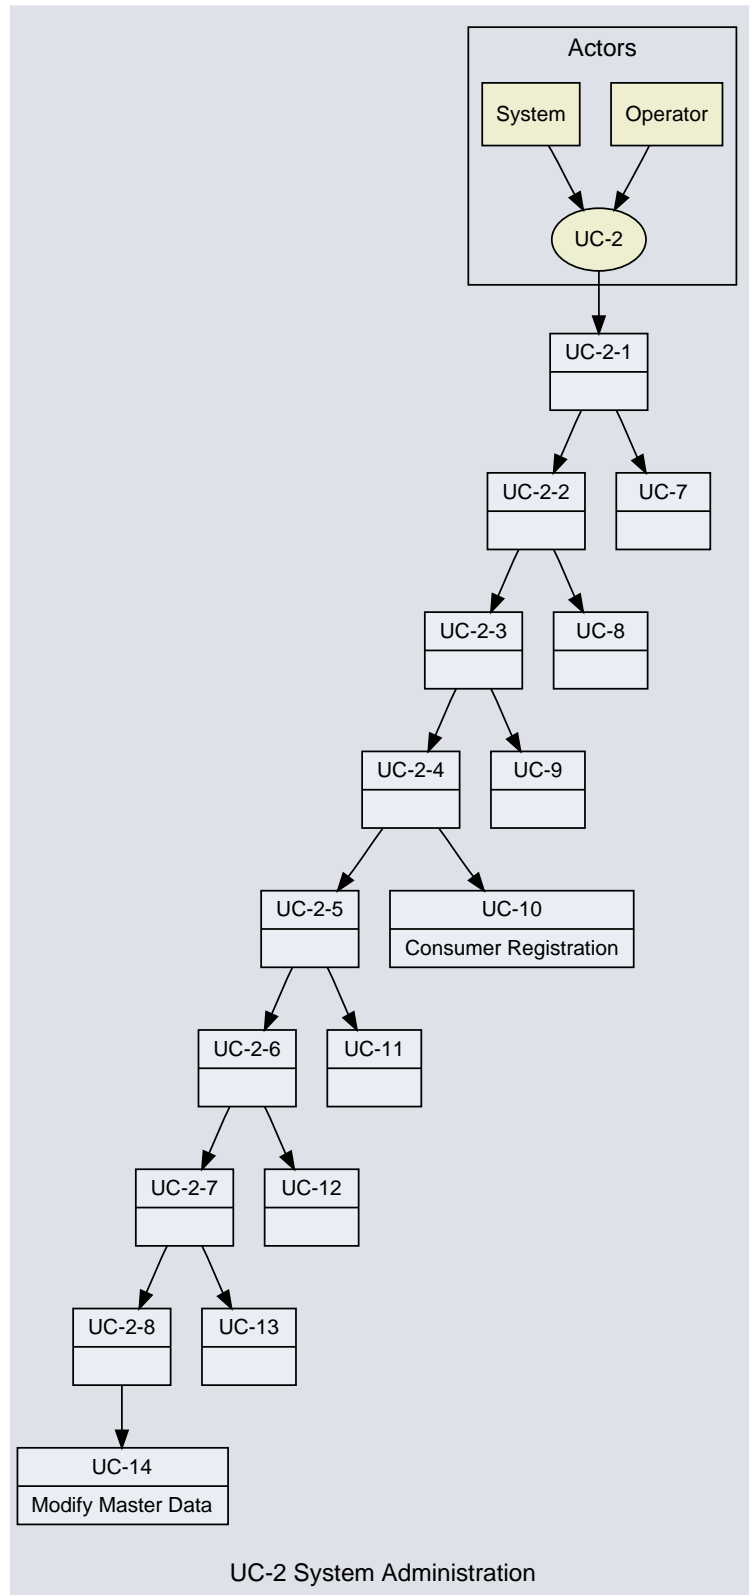 Actors
System
Operator
UC-2
UC-2-1
UC-2-2
UC-7
UC-2-3
UC-8
UC-2-4
UC-9
UC-2-5
UC-10
Consumer Registration
UC-2-6
UC-11
UC-2-7
UC-12
UC-2-8
UC-13
UC-14
Modify Master Data
UC-2 System Administration